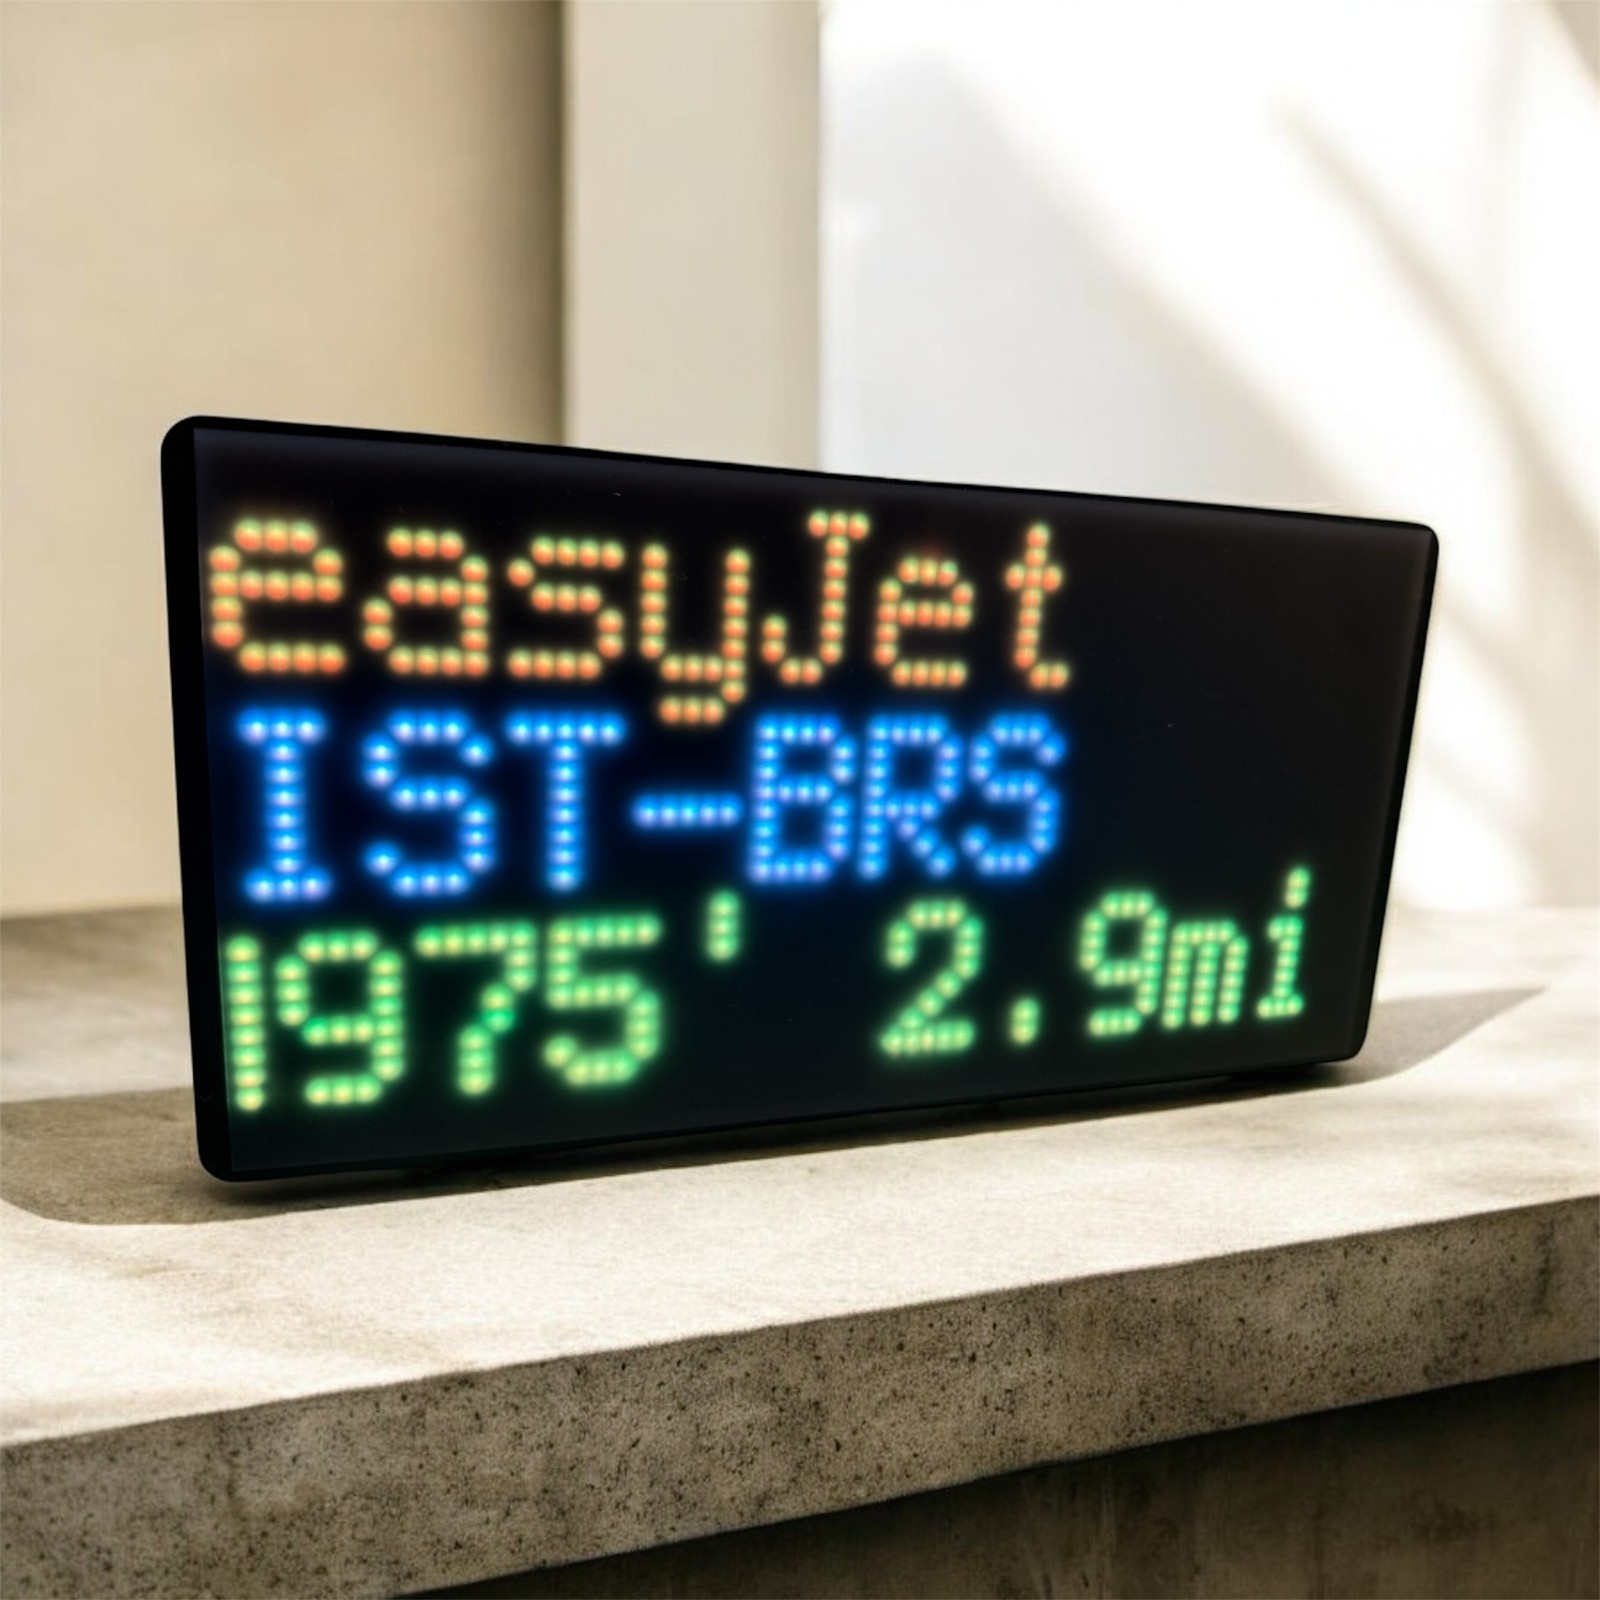 easyJet
IST-BRS
1975' 2.9mi